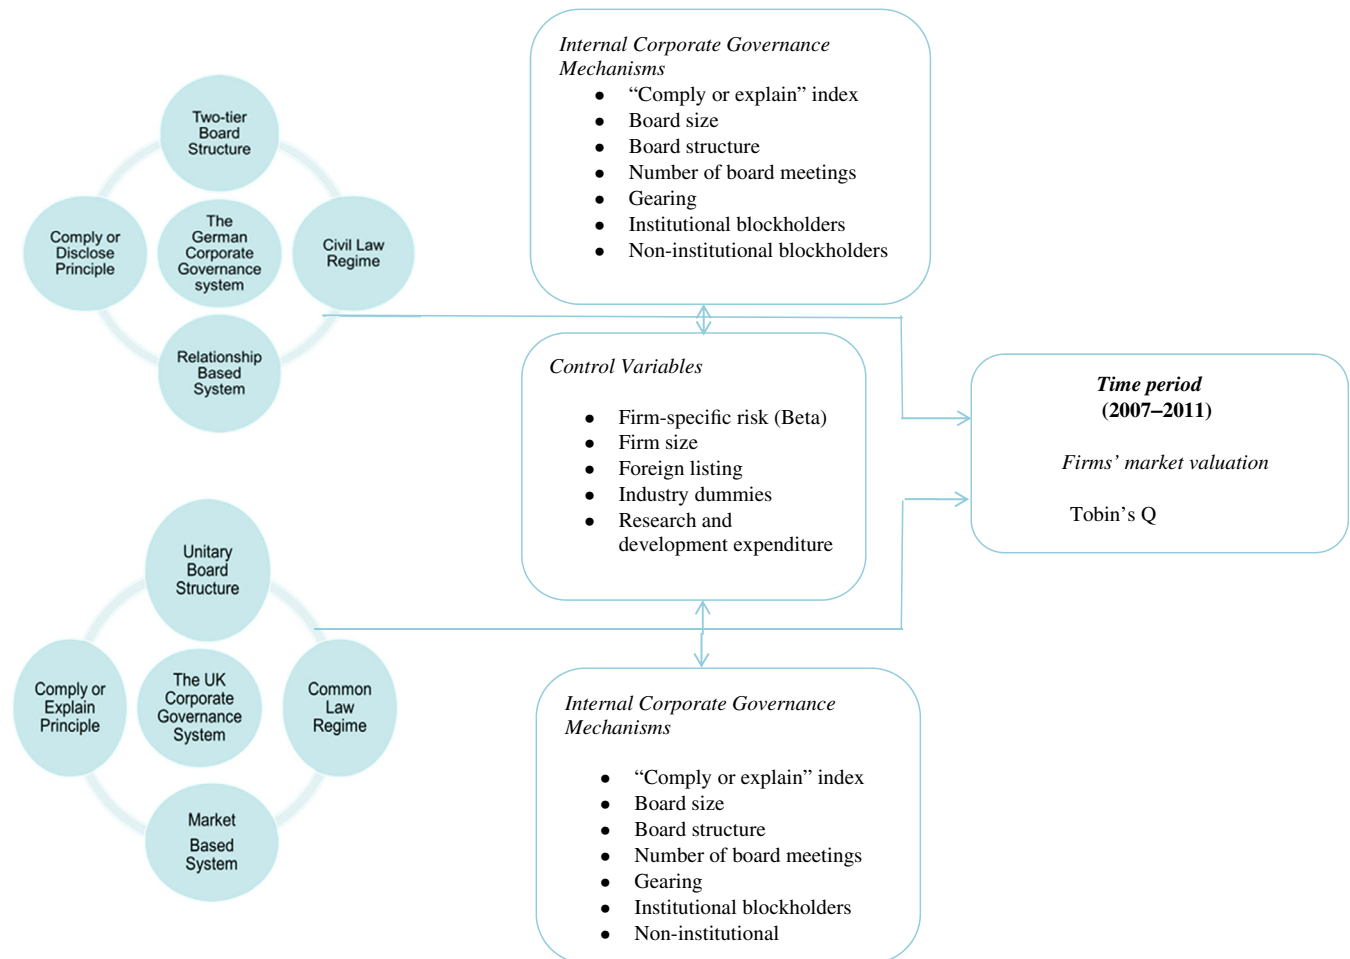 Two-tier
Board
Structure
Comply or
Disclose
Principle
The
German
Corporate
Governance
system
Civil Law
Regime
Relationship
Based
System
Internal Corporate Governance
Mechanisms
● “Comply or explain” index
● Board size
● Board structure
● Number of board meetings
● Gearing
● Institutional blockholders
● Non-institutional blockholders
Control Variables
● Firm-specific risk (Beta)
● Firm size
● Foreign listing
● Industry dummies
● Research and
development expenditure
Time period
(2007–2011)
Firms’ market valuation
Tobin’s Q
Unitary
Board
Structure
Comply or
Explain
Principle
The UK
Corporate
Governance
System
Common
Law
Regime
Market
Based
System
Internal Corporate Governance
Mechanisms
● “Comply or explain” index
● Board size
● Board structure
● Number of board meetings
● Gearing
● Institutional blockholders
● Non-institutional